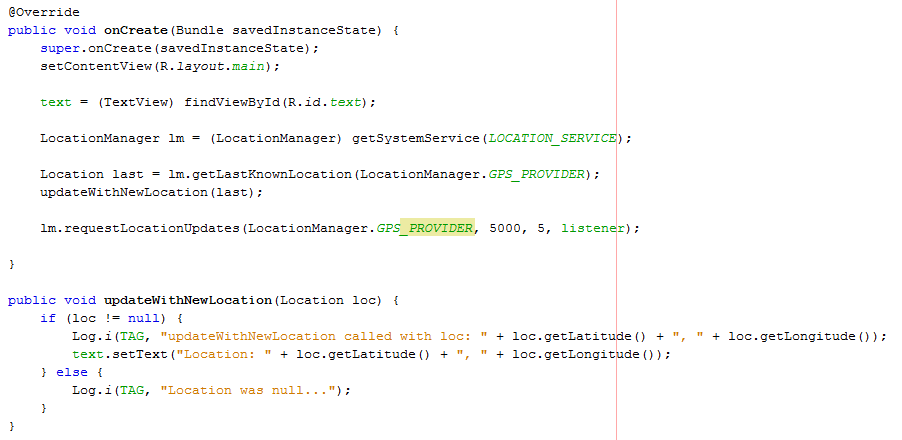 @Override
public void onCreate(Bundle savedInstanceState) {
    super.onCreate(savedInstanceState);
    setContentView(R.layout.main);

    text = (TextView) findViewById(R.id.text);

    LocationManager lm = (LocationManager) getSystemService(LOCATION_SERVICE);

    Location last = lm.getLastKnownLocation(LocationManager.GPS_PROVIDER);
    updateWithNewLocation(last);

    lm.requestLocationUpdates(LocationManager.GPS_PROVIDER, 5000, 5, listener);

}

public void updateWithNewLocation(Location loc) {
    if (loc != null) {
        Log.i(TAG, "updateWithNewLocation called with loc: " + loc.getLatitude() + ", " + loc.getLongitude());
        text.setText("Location: " + loc.getLatitude() + ", " + loc.getLongitude());
    } else {
        Log.i(TAG, "Location was null...");
    }
}